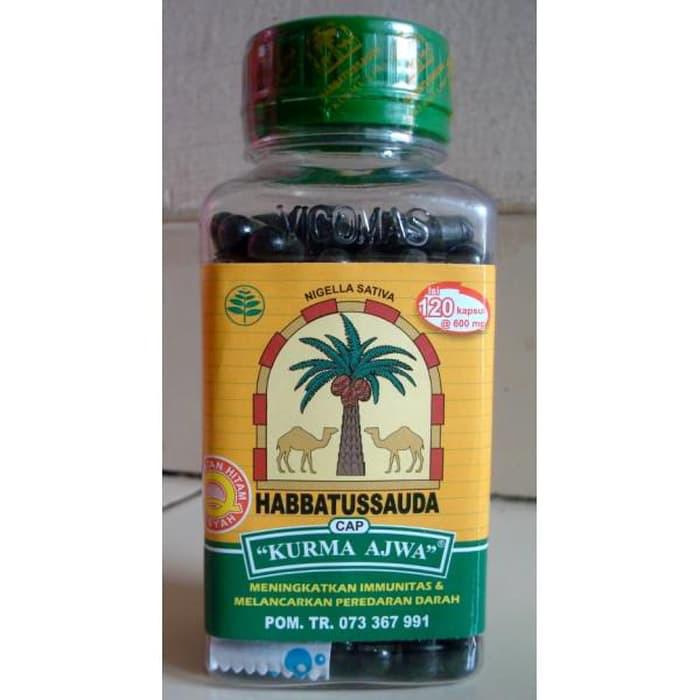 VICOMAS
NIGELLA SATIVA
Isi
120 kapsul
@ 600 mg
HITAM
HABBATUSSAUDA
CAP
"KURMA AJWA"®
MENINGKATKAN IMMUNITAS &
MELANCARKAN PEREDARAN DARAH
POM. TR. 073 367 991